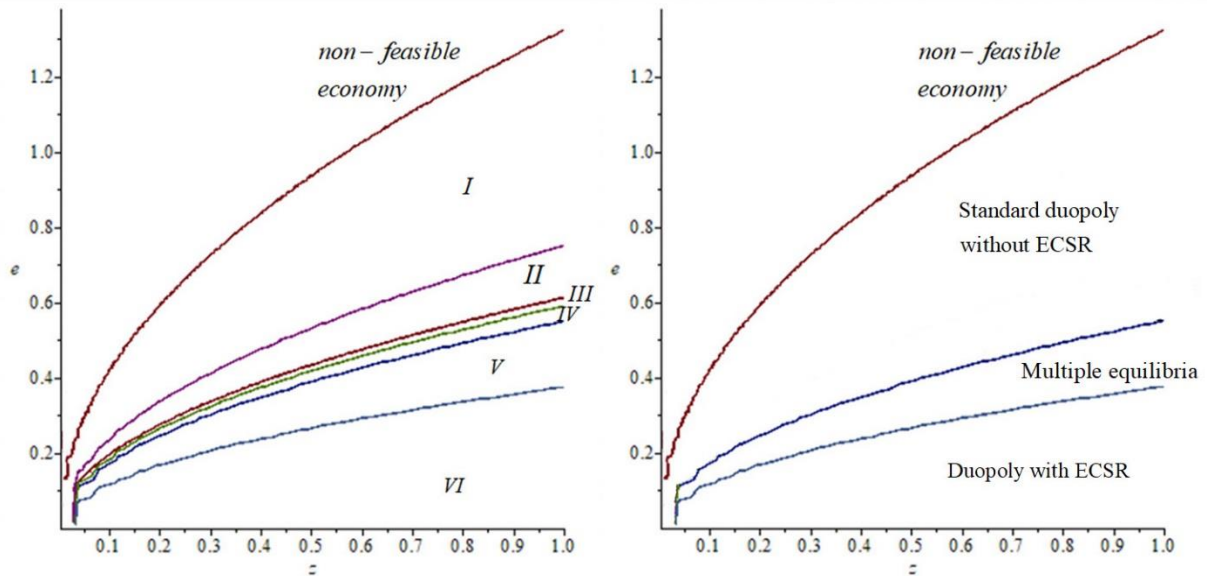 non – feasible
economy
1.2
1.0
I
0.8
e
II
0.6
III
IV
0.4
V
0.2
VI
0.1 0.2 0.3 0.4 0.5 0.6 0.7 0.8 0.9 1.0
z
non – feasible
economy
1.2
1.0
Standard duopoly
without ECSR
0.8
e
0.6
0.4
Multiple equilibria
0.2
Duopoly with ECSR
0.1 0.2 0.3 0.4 0.5 0.6 0.7 0.8 0.9 1.0
z